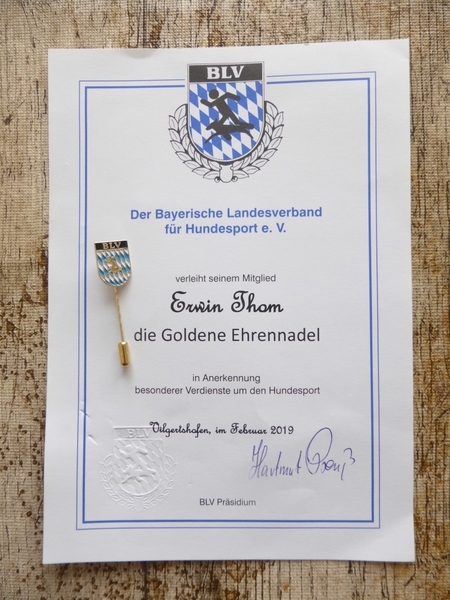 BLV
Der Bayerische Landesverband
für Hundesport e. V.
BLV
verleiht seinem Mitglied
Erwin Thom
die Goldene Ehrennadel
in Anerkennung
besonderer Verdienste um den Hundesport
Vilgertshofen, im Februar 2019
BLV
Hartmut
BLV Präsidium